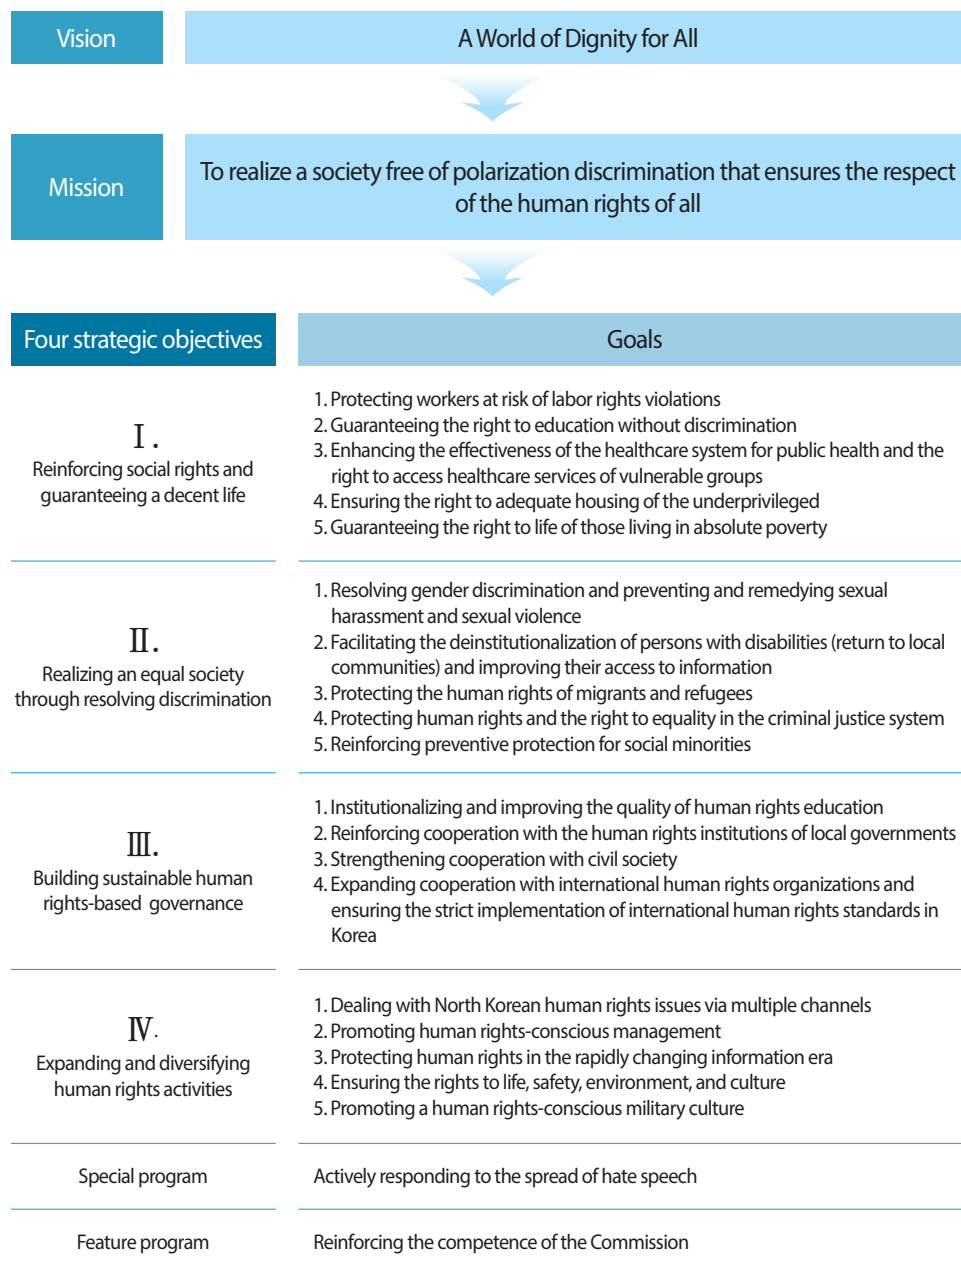 Vision
A World of Dignity for All
Mission
To realize a society free of polarization discrimination that ensures the respect
of the human rights of all
Four strategic objectives
Goals
Ⅰ.
Reinforcing social rights and
guaranteeing a decent life
1. Protecting workers at risk of labor rights violations
2. Guaranteeing the right to education without discrimination
3. Enhancing the effectiveness of the healthcare system for public health and the
right to access healthcare services of vulnerable groups
4. Ensuring the right to adequate housing of the underprivileged
5. Guaranteeing the right to life of those living in absolute poverty
Ⅱ.
Realizing an equal society
through resolving discrimination
1. Resolving gender discrimination and preventing and remedying sexual
harassment and sexual violence
2. Facilitating the deinstitutionalization of persons with disabilities (return to local
communities) and improving their access to information
3. Protecting the human rights of migrants and refugees
4. Protecting human rights and the right to equality in the criminal justice system
5. Reinforcing preventive protection for social minorities
Ⅲ.
Building sustainable human
rights-based governance
1. Institutionalizing and improving the quality of human rights education
2. Reinforcing cooperation with the human rights institutions of local governments
3. Strengthening cooperation with civil society
4. Expanding cooperation with international human rights organizations and
ensuring the strict implementation of international human rights standards in
Korea
Ⅳ.
Expanding and diversifying
human rights activities
1. Dealing with North Korean human rights issues via multiple channels
2. Promoting human rights-conscious management
3. Protecting human rights in the rapidly changing information era
4. Ensuring the rights to life, safety, environment, and culture
5. Promoting a human rights-conscious military culture
Special program
Actively responding to the spread of hate speech
Feature program
Reinforcing the competence of the Commission